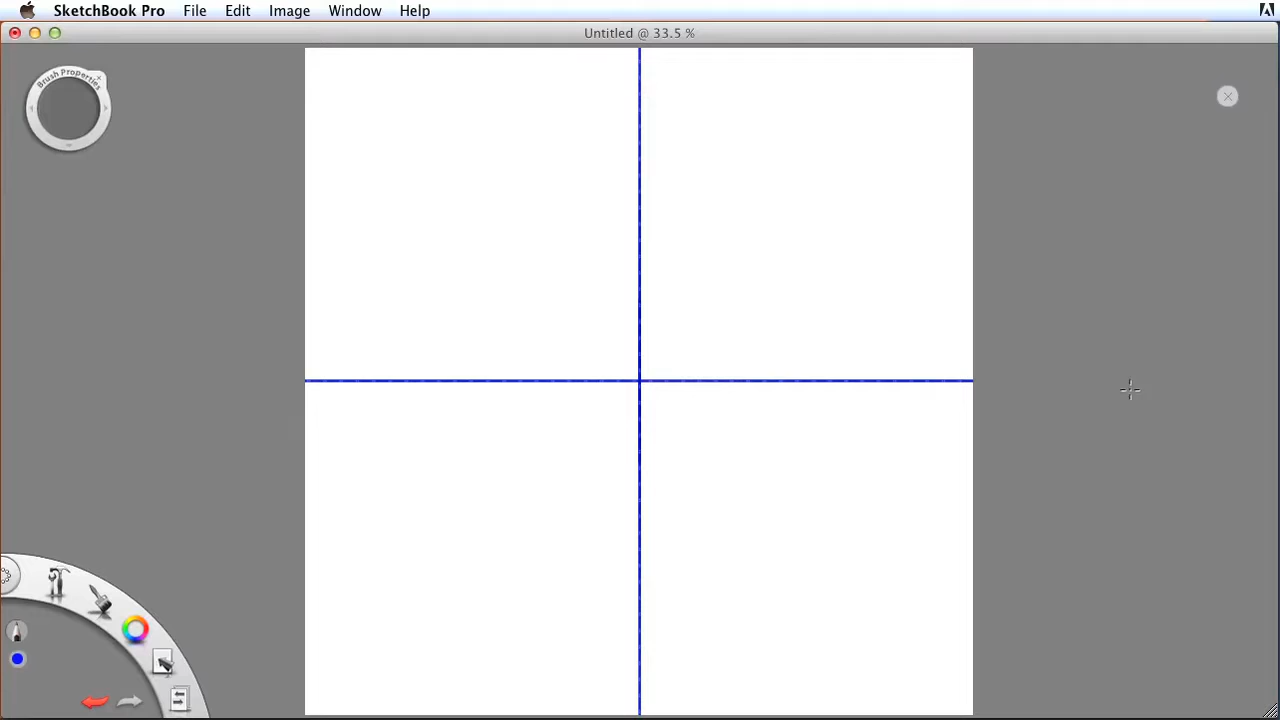 SketchBook Pro File Edit Image Window Help
Untitled @ 33.5 %
Brush Properties